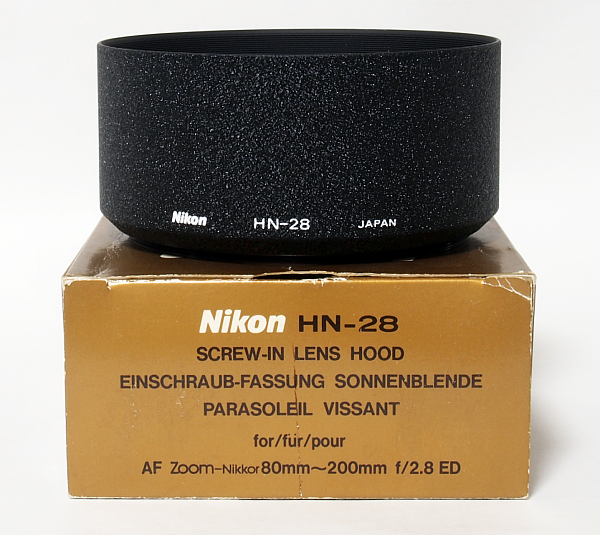 Nikon HN-28 JAPAN
Nikon HN-28
SCREW-IN LENS HOOD
EINSCHRAUB-FASSUNG SONNENBLENDE
PARASOLEIL VISSANT
for/für/pour
AF Zoom-Nikkor 80mm～200mm f/2.8 ED